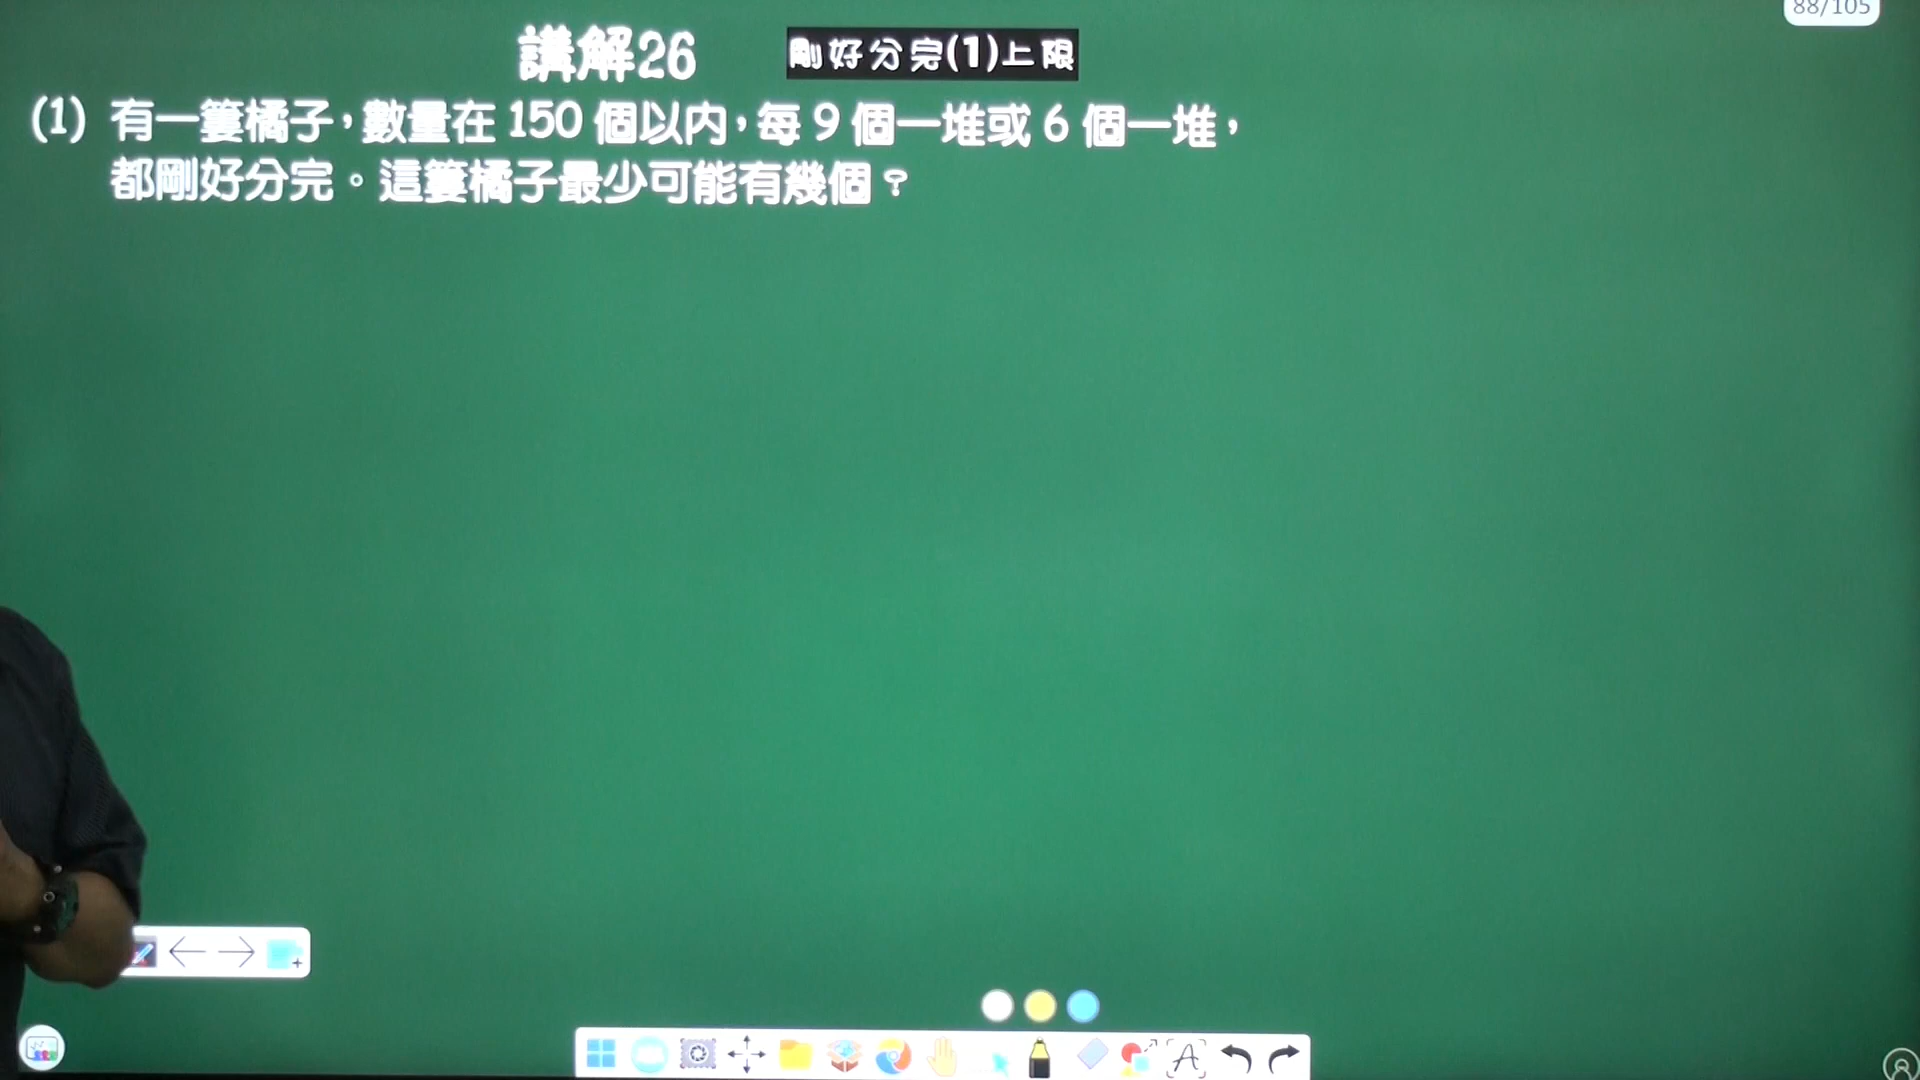 88/105
講解26 剛好分完(1)上限
(1) 有一簍橘子，數量在 150 個以內，每 9 個一堆或 6 個一堆，
都剛好分完。這簍橘子最少可能有幾個？